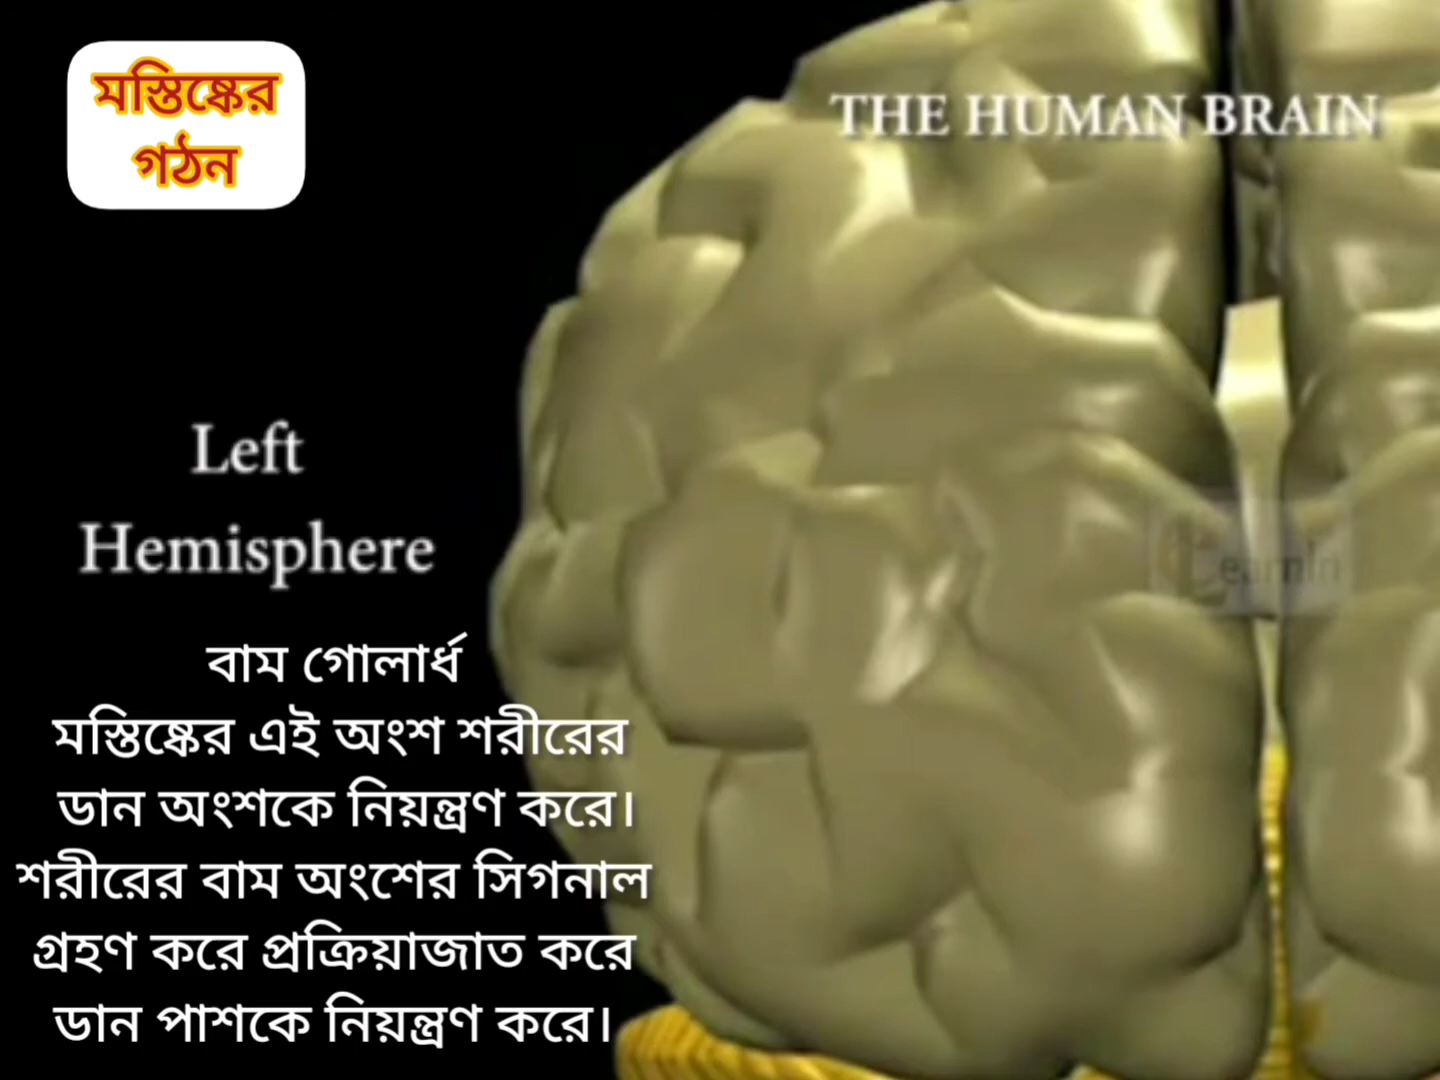 মস্তিষ্কের
গঠন
THE HUMAN BRAIN
Left
Hemisphere
বাম গোলার্ধ
মস্তিষ্কের এই অংশ শরীরের
ডান অংশকে নিয়ন্ত্রণ করে।
শরীরের বাম অংশের সিগনাল
গ্রহণ করে প্রক্রিয়াজাত করে
ডান পাশকে নিয়ন্ত্রণ করে।